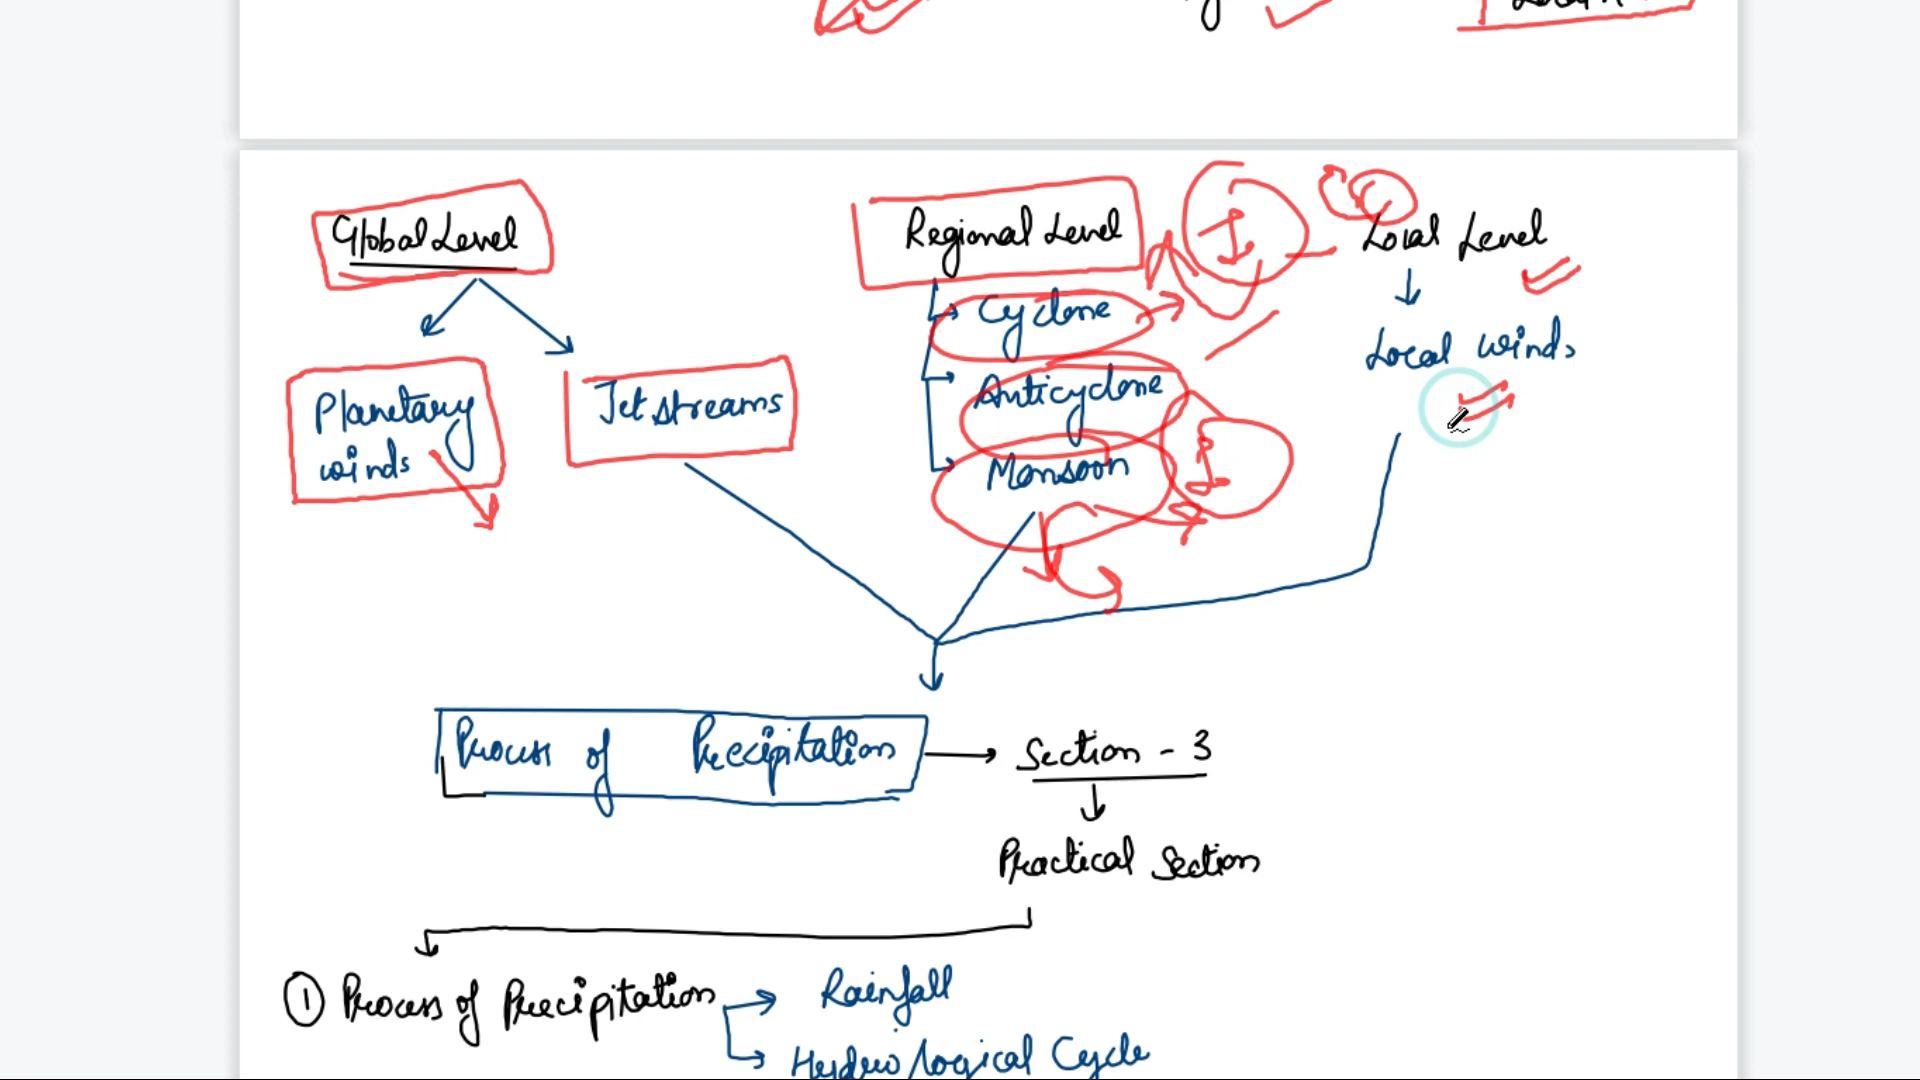 Global Level
Regional Level
Local Level
Cyclone
Local winds
Planetary
winds
Jet streams
Anticyclone
Monsoon
Process of Precipitation
Section - 3
Practical Section
① Process of Precipitation
Rainfall
Hydrological Cycle